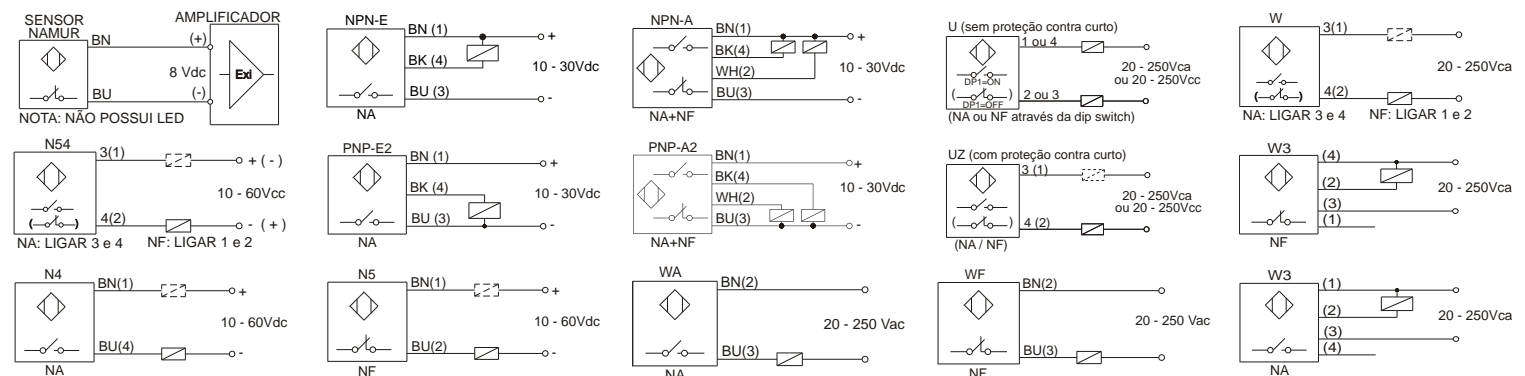 SENSOR
NAMUR
AMPLIFICADOR
BN
(+)
8 Vdc
Exi
BU
(-)
NOTA: NÃO POSSUI LED
NPN-E
BN (1)
+
BK (4)
10 - 30Vdc
BU (3)
-
NA
NPN-A
BN(1)
+
BK(4)
10 - 30Vdc
WH(2)
BU(3)
-
NA+NF
U (sem proteção contra curto)
1 ou 4
20 - 250Vca
ou 20 - 250Vcc
DP1=ON
DP1=OFF
2 ou 3
(NA ou NF através da dip switch)
W
3(1)
20 - 250Vca
4(2)
NA: LIGAR 3 e 4 NF: LIGAR 1 e 2
N54
3(1)
+ ( - )
10 - 60Vcc
4(2)
- ( + )
NA: LIGAR 3 e 4 NF: LIGAR 1 e 2
PNP-E2
BN (1)
+
BK (4)
10 - 30Vdc
BU (3)
-
NA
PNP-A2
BN(1)
+
BK(4)
10 - 30Vdc
WH(2)
BU(3)
-
NA+NF
UZ (com proteção contra curto)
3 (1)
20 - 250Vca
ou 20 - 250Vcc
4 (2)
(NA / NF)
W3
(4)
(2)
20 - 250Vca
(3)
(1)
NF
N4
BN(1)
+
10 - 60Vdc
BU(4)
-
NA
N5
BN(1)
+
10 - 60Vdc
BU(2)
-
NF
WA
BN(2)
20 - 250 Vac
BU(3)
NA
WF
BN(2)
20 - 250 Vac
BU(3)
NF
W3
(1)
(2)
20 - 250Vca
(3)
(4)
NA